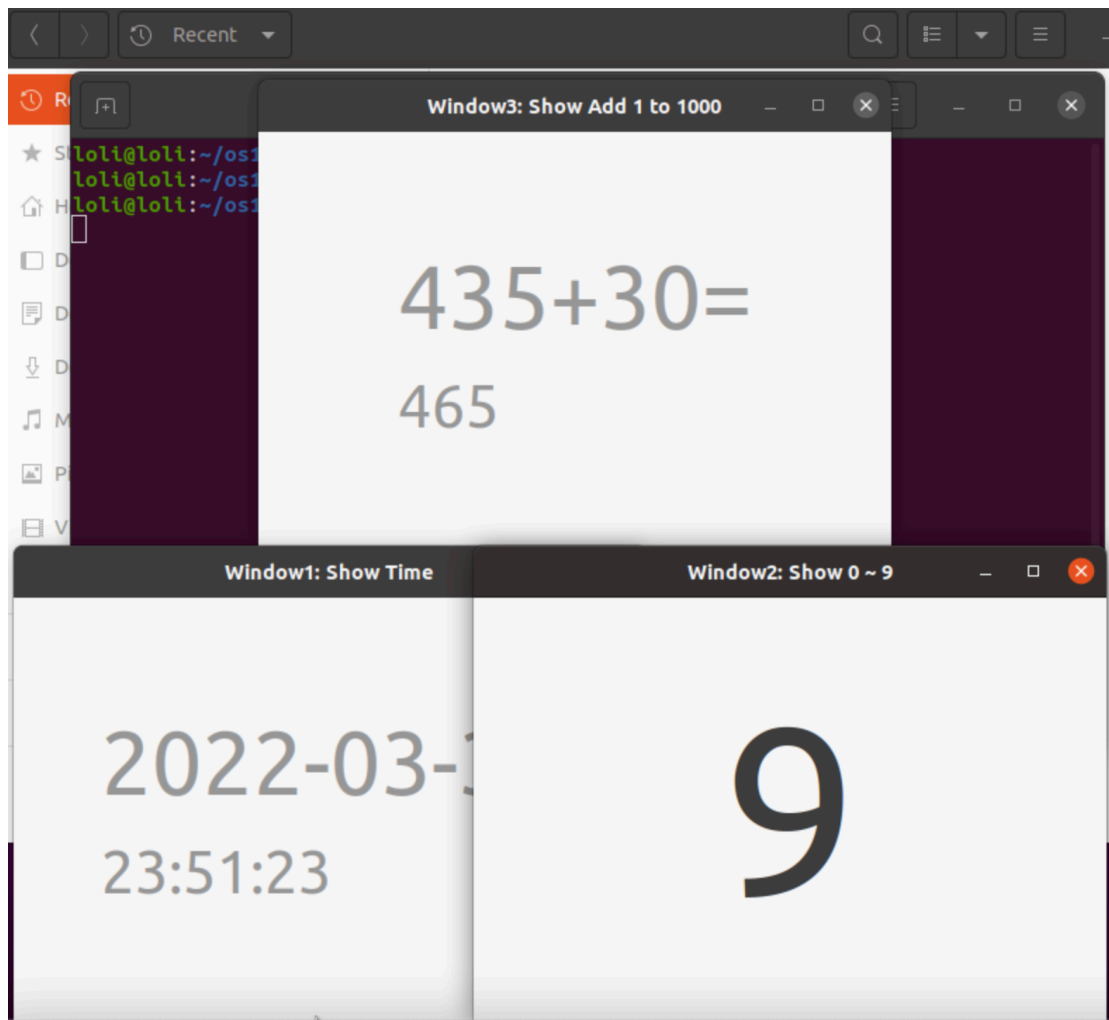 Recent
Window3: Show Add 1 to 1000
loli@loli:~/os1
loli@loli:~/os1
loli@loli:~/os1
435+30=
465
Window1: Show Time
2022-03-
23:51:23
Window2: Show 0 ~ 9
9